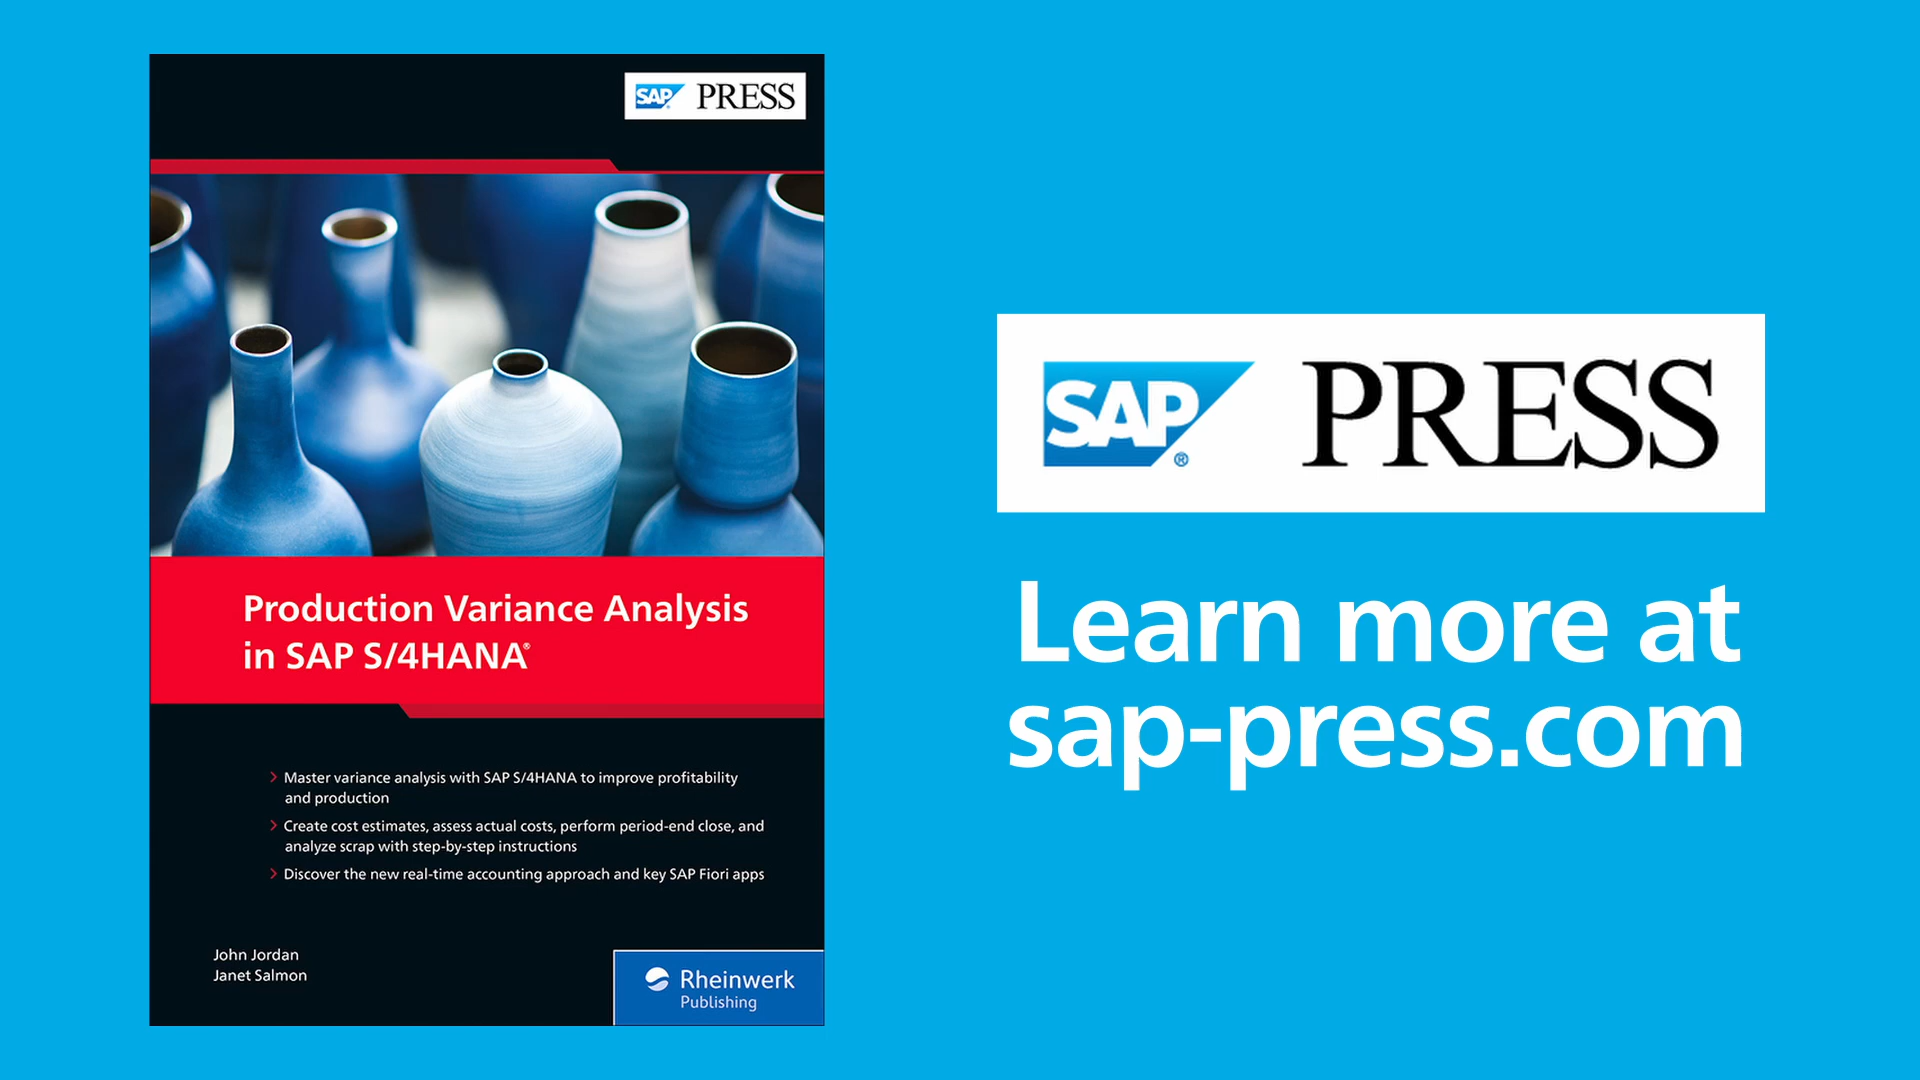 SAP® PRESS
Production Variance Analysis
in SAP S/4HANA®
> Master variance analysis with SAP S/4HANA to improve profitability
and production
> Create cost estimates, assess actual costs, perform period-end close, and
analyze scrap with step-by-step instructions
> Discover the new real-time accounting approach and key SAP Fiori apps
John Jordan
Janet Salmon
Rheinwerk
Publishing
SAP® PRESS
Learn more at
sap-press.com